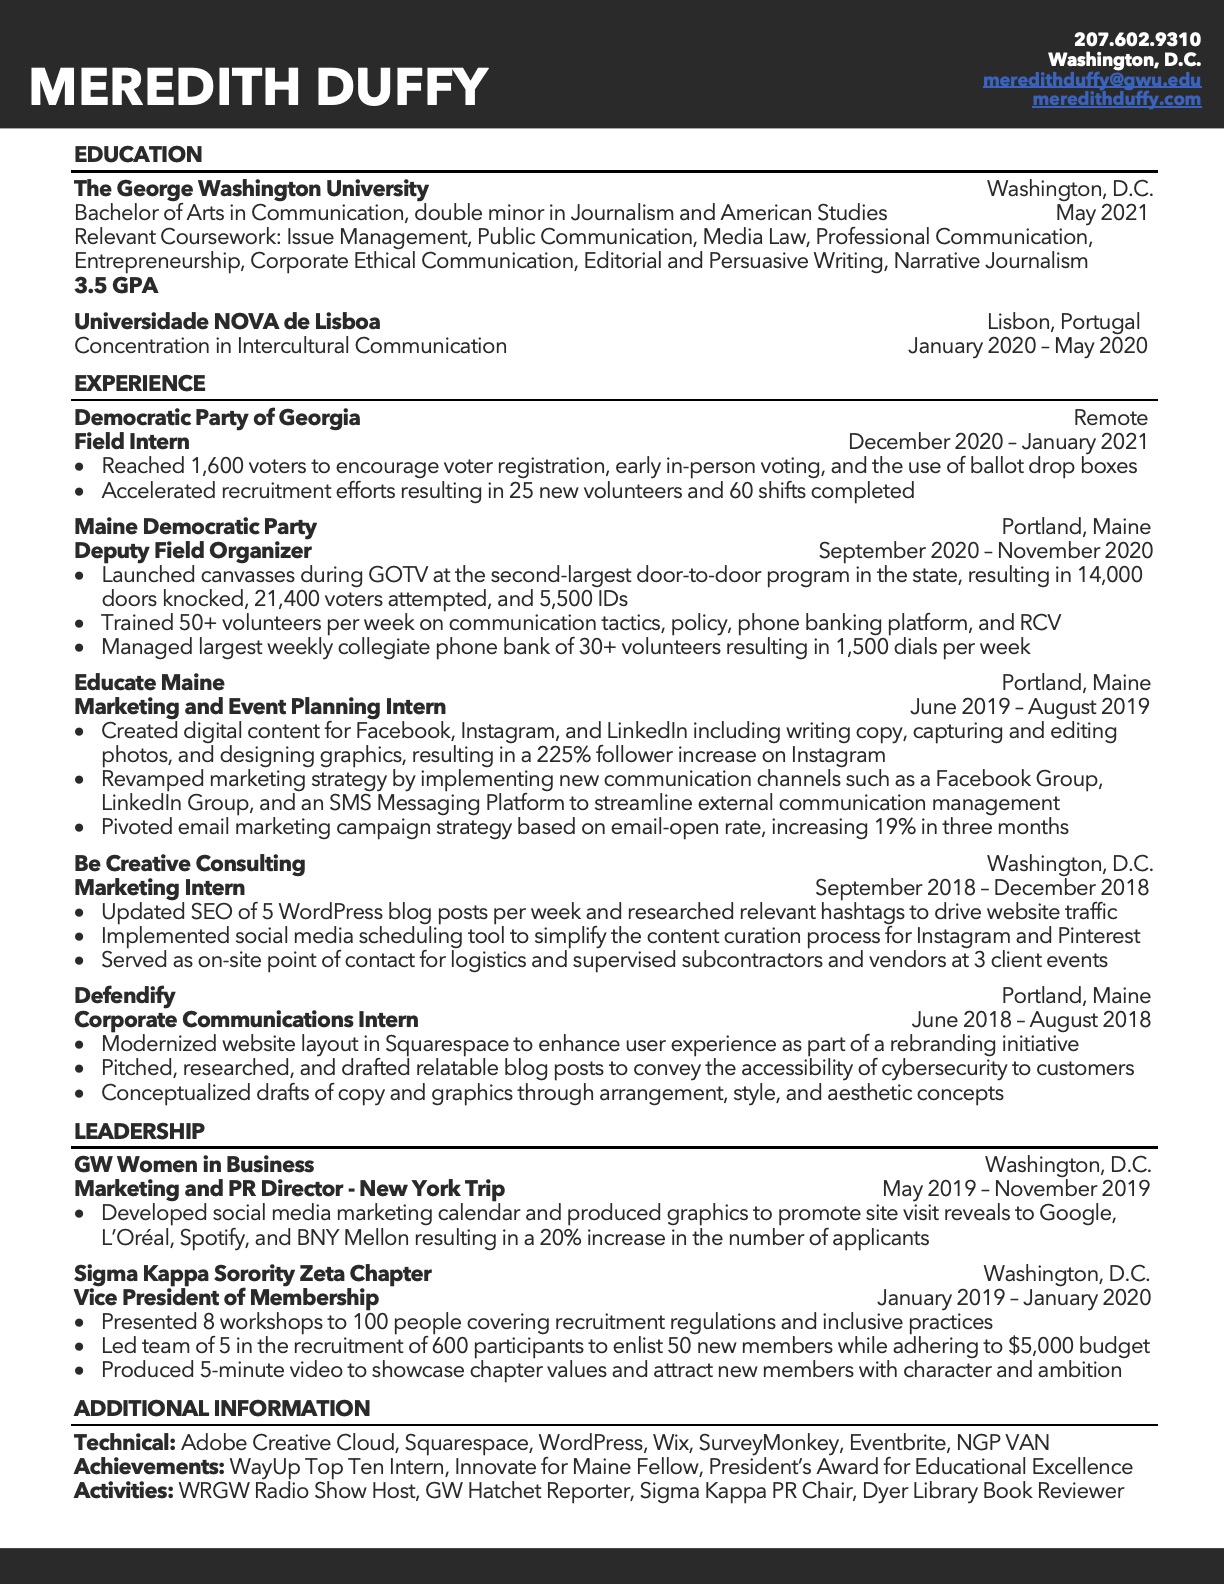 MEREDITH DUFFY
207.602.9310
Washington, D.C.
meredithduffy@gwu.edu
meredithduffy.com
EDUCATION
The George Washington University Washington, D.C.
Bachelor of Arts in Communication, double minor in Journalism and American Studies May 2021
Relevant Coursework: Issue Management, Public Communication, Media Law, Professional Communication,
Entrepreneurship, Corporate Ethical Communication, Editorial and Persuasive Writing, Narrative Journalism
3.5 GPA
Universidade NOVA de Lisboa Lisbon, Portugal
Concentration in Intercultural Communication January 2020 – May 2020
EXPERIENCE
Democratic Party of Georgia Remote
Field Intern December 2020 – January 2021
• Reached 1,600 voters to encourage voter registration, early in-person voting, and the use of ballot drop boxes
• Accelerated recruitment efforts resulting in 25 new volunteers and 60 shifts completed
Maine Democratic Party Portland, Maine
Deputy Field Organizer September 2020 – November 2020
• Launched canvasses during GOTV at the second-largest door-to-door program in the state, resulting in 14,000
doors knocked, 21,400 voters attempted, and 5,500 IDs
• Trained 50+ volunteers per week on communication tactics, policy, phone banking platform, and RCV
• Managed largest weekly collegiate phone bank of 30+ volunteers resulting in 1,500 dials per week
Educate Maine Portland, Maine
Marketing and Event Planning Intern June 2019 – August 2019
• Created digital content for Facebook, Instagram, and LinkedIn including writing copy, capturing and editing
photos, and designing graphics, resulting in a 225% follower increase on Instagram
• Revamped marketing strategy by implementing new communication channels such as a Facebook Group,
LinkedIn Group, and an SMS Messaging Platform to streamline external communication management
• Pivoted email marketing campaign strategy based on email-open rate, increasing 19% in three months
Be Creative Consulting Washington, D.C.
Marketing Intern September 2018 – December 2018
• Updated SEO of 5 WordPress blog posts per week and researched relevant hashtags to drive website traffic
• Implemented social media scheduling tool to simplify the content curation process for Instagram and Pinterest
• Served as on-site point of contact for logistics and supervised subcontractors and vendors at 3 client events
Defendify Portland, Maine
Corporate Communications Intern June 2018 – August 2018
• Modernized website layout in Squarespace to enhance user experience as part of a rebranding initiative
• Pitched, researched, and drafted relatable blog posts to convey the accessibility of cybersecurity to customers
• Conceptualized drafts of copy and graphics through arrangement, style, and aesthetic concepts
LEADERSHIP
GW Women in Business Washington, D.C.
Marketing and PR Director - New York Trip May 2019 – November 2019
• Developed social media marketing calendar and produced graphics to promote site visit reveals to Google,
L’Oréal, Spotify, and BNY Mellon resulting in a 20% increase in the number of applicants
Sigma Kappa Sorority Zeta Chapter Washington, D.C.
Vice President of Membership January 2019 – January 2020
• Presented 8 workshops to 100 people covering recruitment regulations and inclusive practices
• Led team of 5 in the recruitment of 600 participants to enlist 50 new members while adhering to $5,000 budget
• Produced 5-minute video to showcase chapter values and attract new members with character and ambition
ADDITIONAL INFORMATION
Technical: Adobe Creative Cloud, Squarespace, WordPress, Wix, SurveyMonkey, Eventbrite, NGP VAN
Achievements: WayUp Top Ten Intern, Innovate for Maine Fellow, President’s Award for Educational Excellence
Activities: WRGW Radio Show Host, GW Hatchet Reporter, Sigma Kappa PR Chair, Dyer Library Book Reviewer